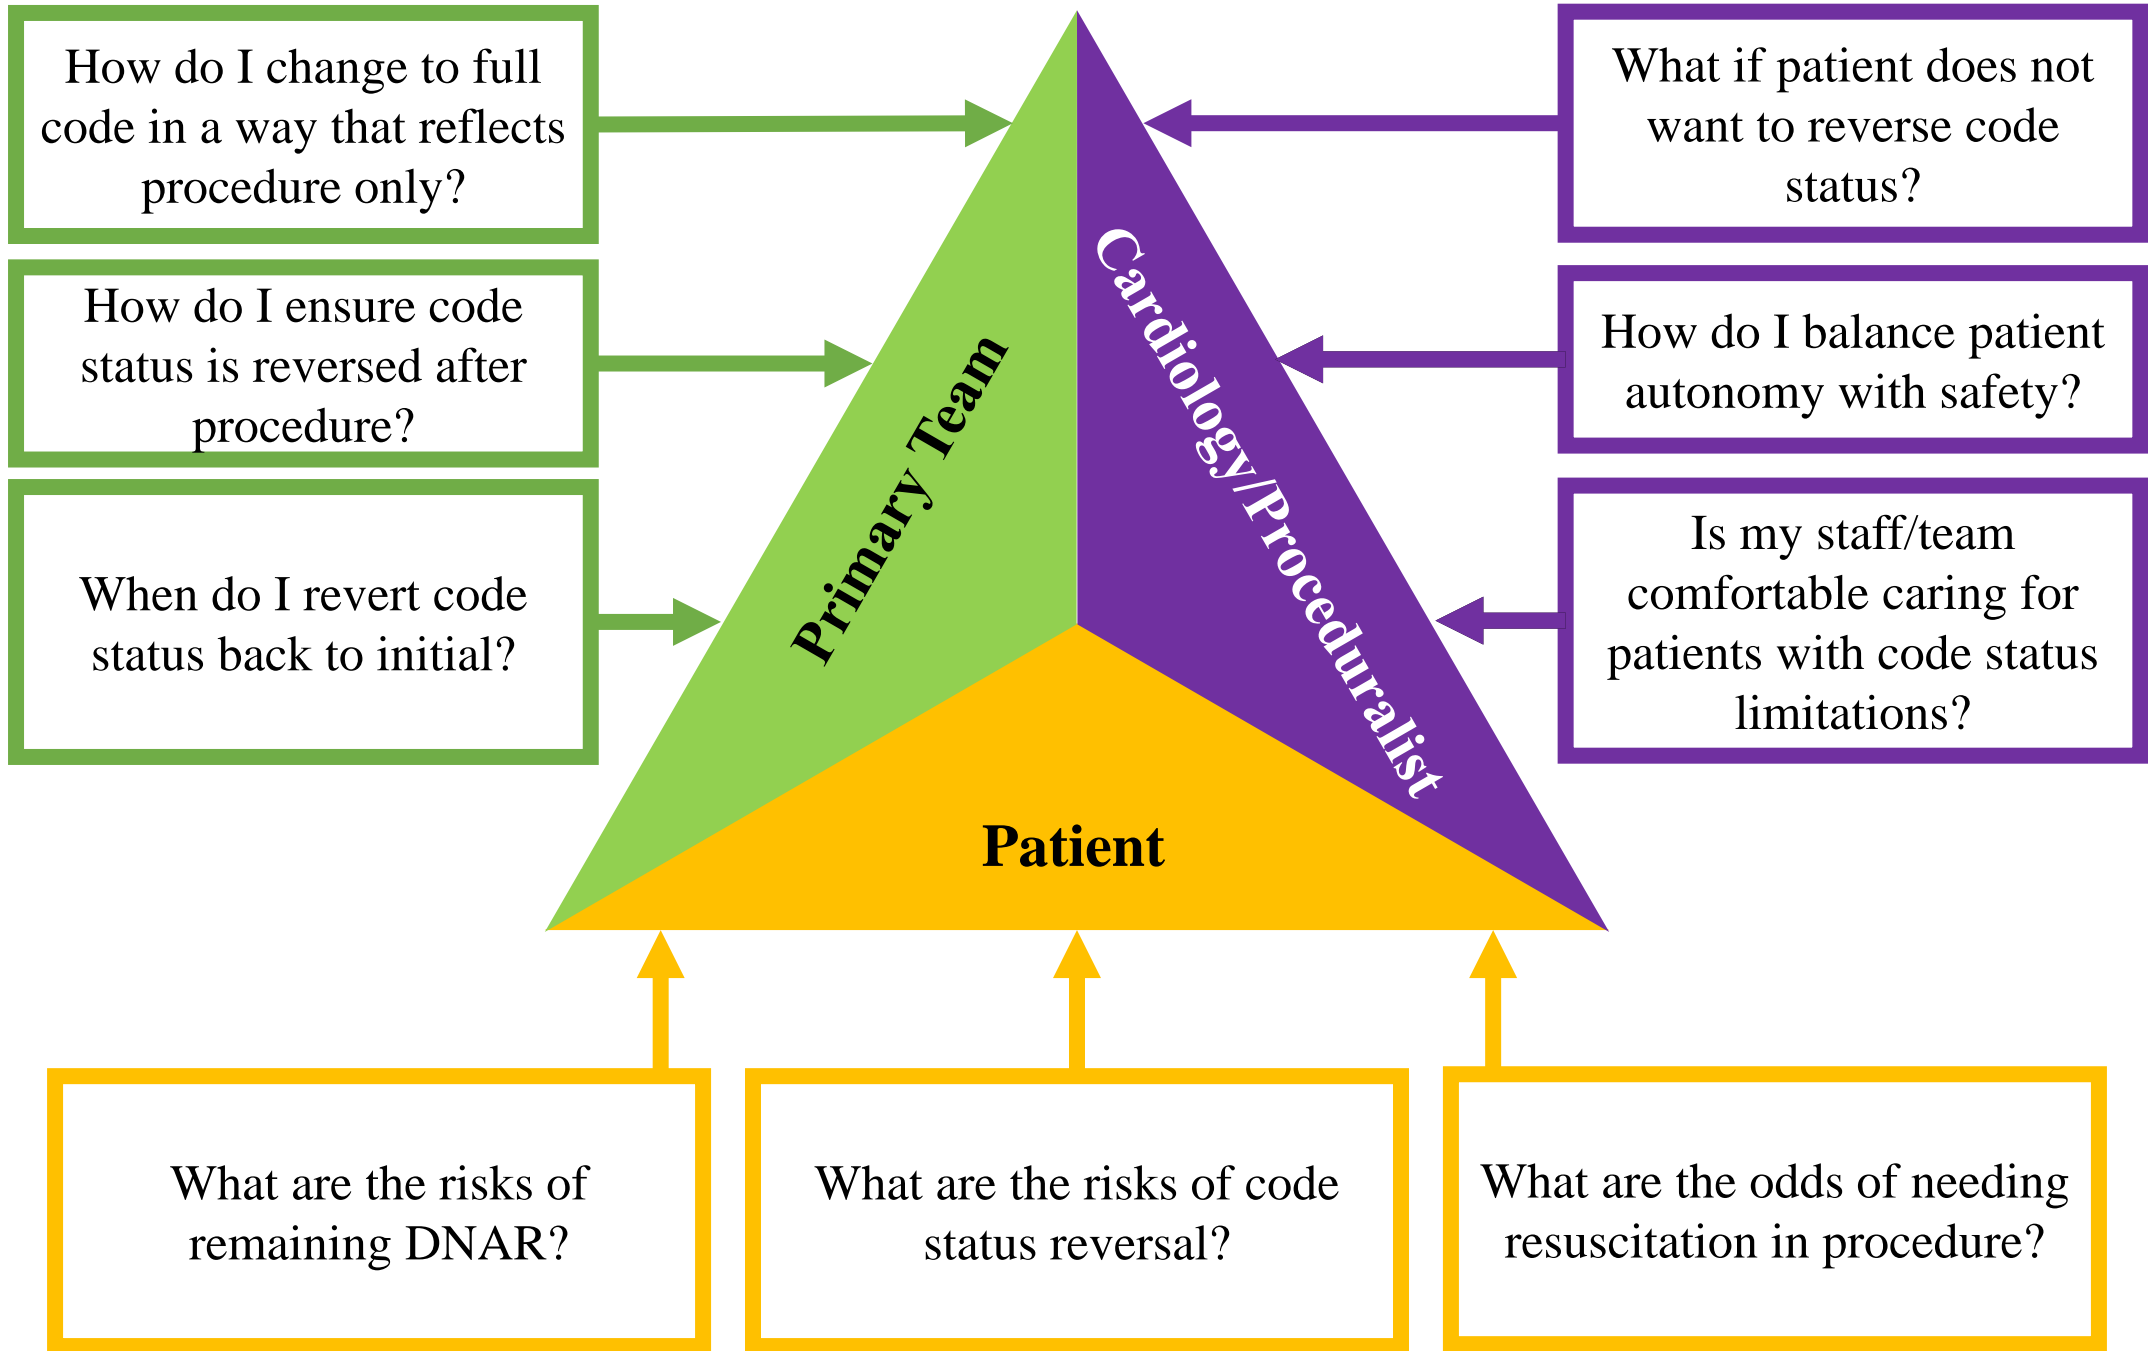 How do I change to full
code in a way that reflects
procedure only?
How do I ensure code
status is reversed after
procedure?
When do I revert code
status back to initial?
Primary Team
Cardiology/Proceduralist
Patient
What if patient does not
want to reverse code
status?
How do I balance patient
autonomy with safety?
Is my staff/team
comfortable caring for
patients with code status
limitations?
What are the risks of
remaining DNAR?
What are the risks of code
status reversal?
What are the odds of needing
resuscitation in procedure?